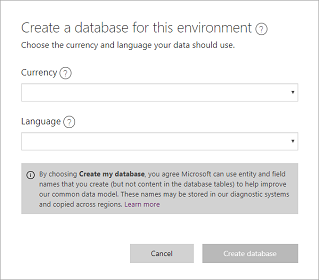 Create a database for this environment ?
Choose the currency and language your data should use.
Currency ?
Language ?
By choosing Create my database, you agree Microsoft can use entity and field
names that you create (but not content in the database tables) to help improve
our common data model. These names may be stored in our diagnostic systems
and copied across regions. Learn more
Cancel
Create database